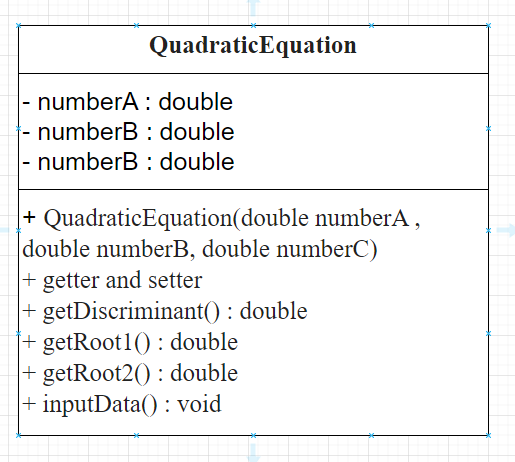 QuadraticEquation
- numberA : double
- numberB : double
- numberB : double
+ QuadraticEquation(double numberA ,
double numberB, double numberC)
+ getter and setter
+ getDiscriminant() : double
+ getRoot1() : double
+ getRoot2() : double
+ inputData() : void